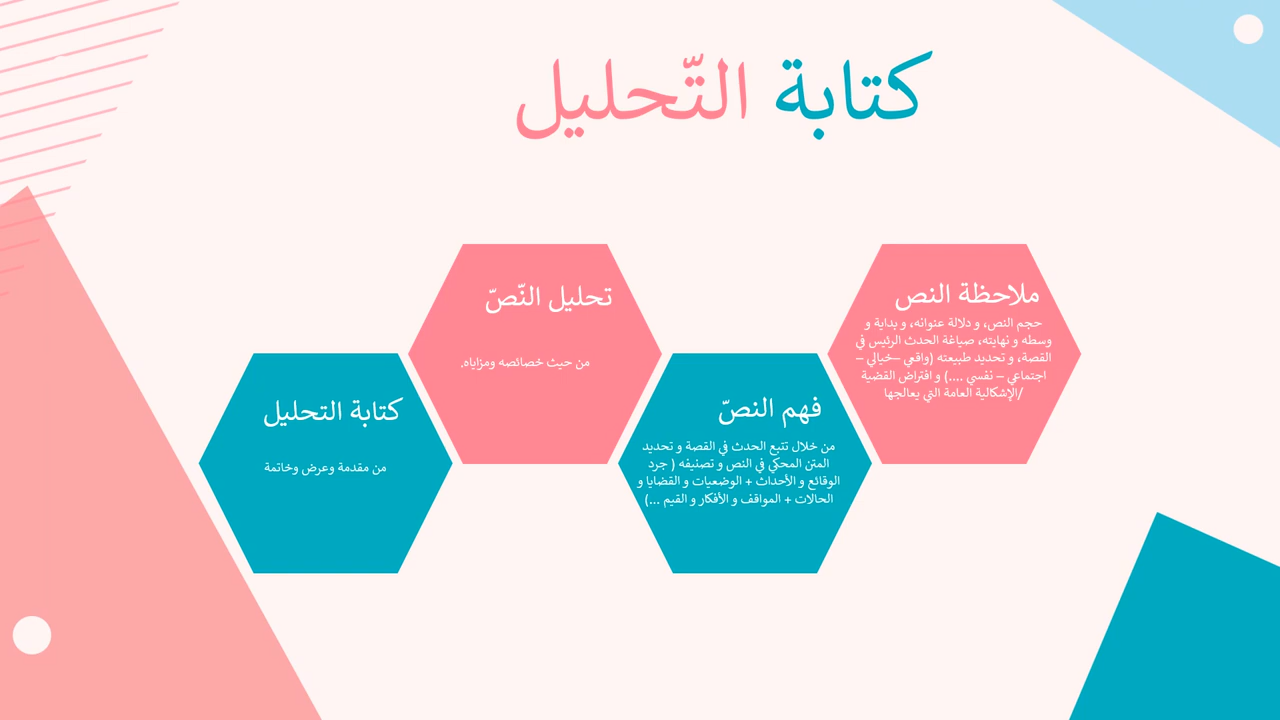 كتابة التّحليل
ملاحظة النص
حجم النص، و دلالة عنوانه، و بداية و
وسطه و نهايته، صياغة الحدث الرئيس في
القصة، و تحديد طبيعته (واقعي –خيالي –
اجتماعي – نفسي ....) و اقتراض القضية
/الإشكالية العامة التي يعالجها
فهم النصّ
من خلال تتبع الحدث في القصة و تحديد
المتن المحكي في النص و تصنيفه ( جرد
الوقائع و الأحداث + الوضعيات و القضايا و
الحالات + المواقف و الأفكار و القيم ...)
تحليل النّصّ
من حيث خصائصه ومزاياه.
كتابة التحليل
من مقدمة وعرض وخاتمة